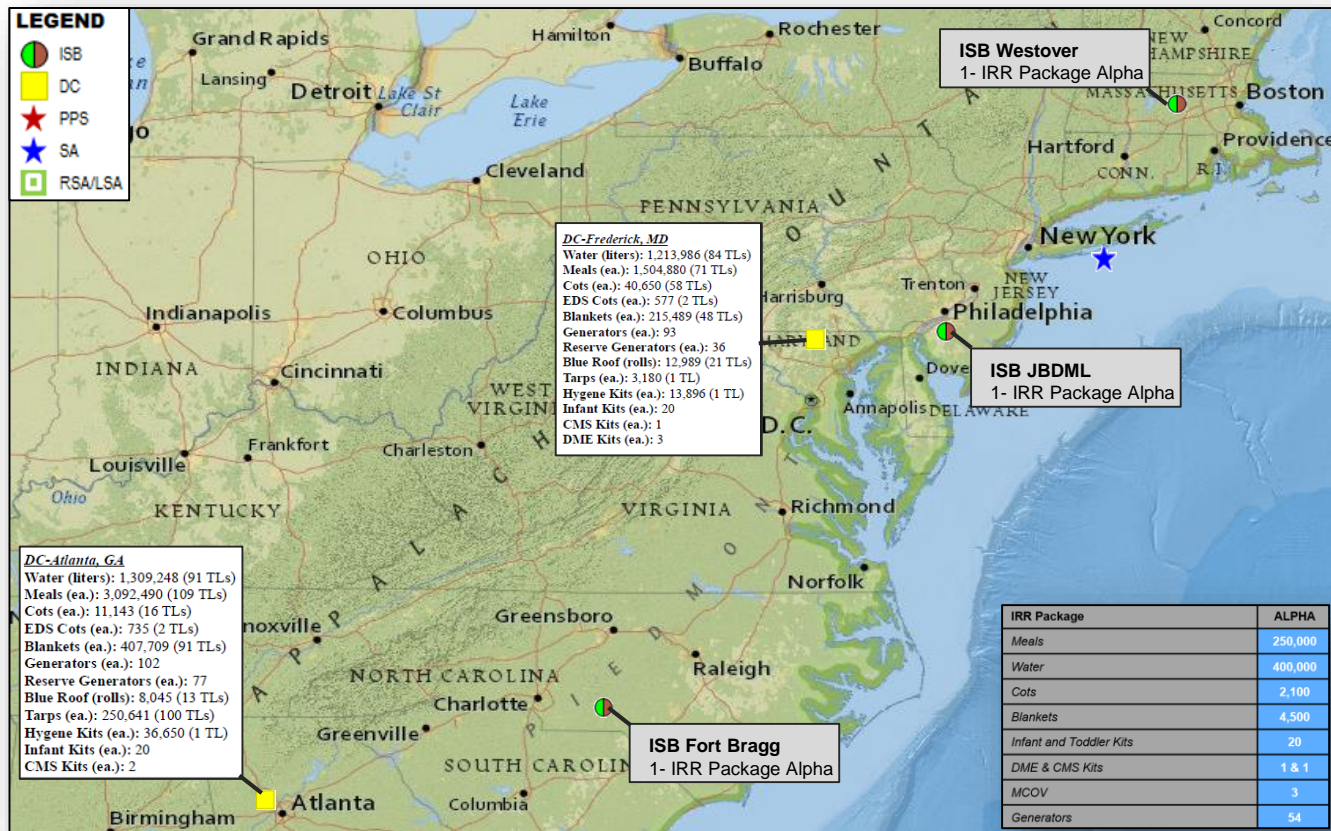 LEGEND
ISB
DC
PPS
SA
RSA/LSA
Grand Rapids
Lansing
Detroit
Lake St
Clair
Hamilton
Rochester
Buffalo
Lake
Erie
Cleveland
ISB Westover
1- IRR Package Alpha
Concord
NEW
HAMPSHIRE
MASSACHUSETTS
Boston
Hartford
Providence
CONN.
R.I.
PENNSYLVANIA
New York
OHIO
Indianapolis
Columbus
INDIANA
Cincinnati
DC-Frederick, MD
Water (liters): 1,213,986 (84 TLs)
Meals (ea.): 1,504,880 (71 TLs)
Cots (ea.): 40,650 (58 TLs)
EDS Cots (ea.): 577 (2 TLs)
Blankets (ea.): 215,489 (48 TLs)
Generators (ea.): 93
Reserve Generators (ea.): 36
Blue Roof (rolls): 12,989 (21 TLs)
Tarps (ea.): 3,180 (1 TL)
Hygene Kits (ea.): 13,896 (1 TL)
Infant Kits (ea.): 20
CMS Kits (ea.): 1
DME Kits (ea.): 3
Harrisburg
Trenton
NEW
JERSEY
Philadelphia
MARYLAND
ISB JBDML
1- IRR Package Alpha
Annapolis
DELAWARE
D.C.
WEST
VIRGINIA
Charleston
Frankfort
Louisville
Ohio
KENTUCKY
VIRGINIA
Richmond
Norfolk
A P P A L A C H
O U N T A
P I E D M O N T
DC-Atlanta, GA
Water (liters): 1,309,248 (91 TLs)
Meals (ea.): 3,092,490 (109 TLs)
Cots (ea.): 11,143 (16 TLs)
EDS Cots (ea.): 735 (2 TLs)
Blankets (ea.): 407,709 (91 TLs)
Generators (ea.): 102
Reserve Generators (ea.): 77
Blue Roof (rolls): 8,045 (13 TLs)
Tarps (ea.): 250,641 (100 TLs)
Hygene Kits (ea.): 36,650 (1 TL)
Infant Kits (ea.): 20
CMS Kits (ea.): 2
noxville
Greensboro
Raleigh
NORTH CAROLINA
Charlotte
Greenville
ISB Fort Bragg
1- IRR Package Alpha
SOUTH CAROLIN
Columbia
Atlanta
Birmingham
IRR Package ALPHA
Meals 250,000
Water 400,000
Cots 2,100
Blankets 4,500
Infant and Toddler Kits 20
DME & CMS Kits 1 & 1
MCOV 3
Generators 54